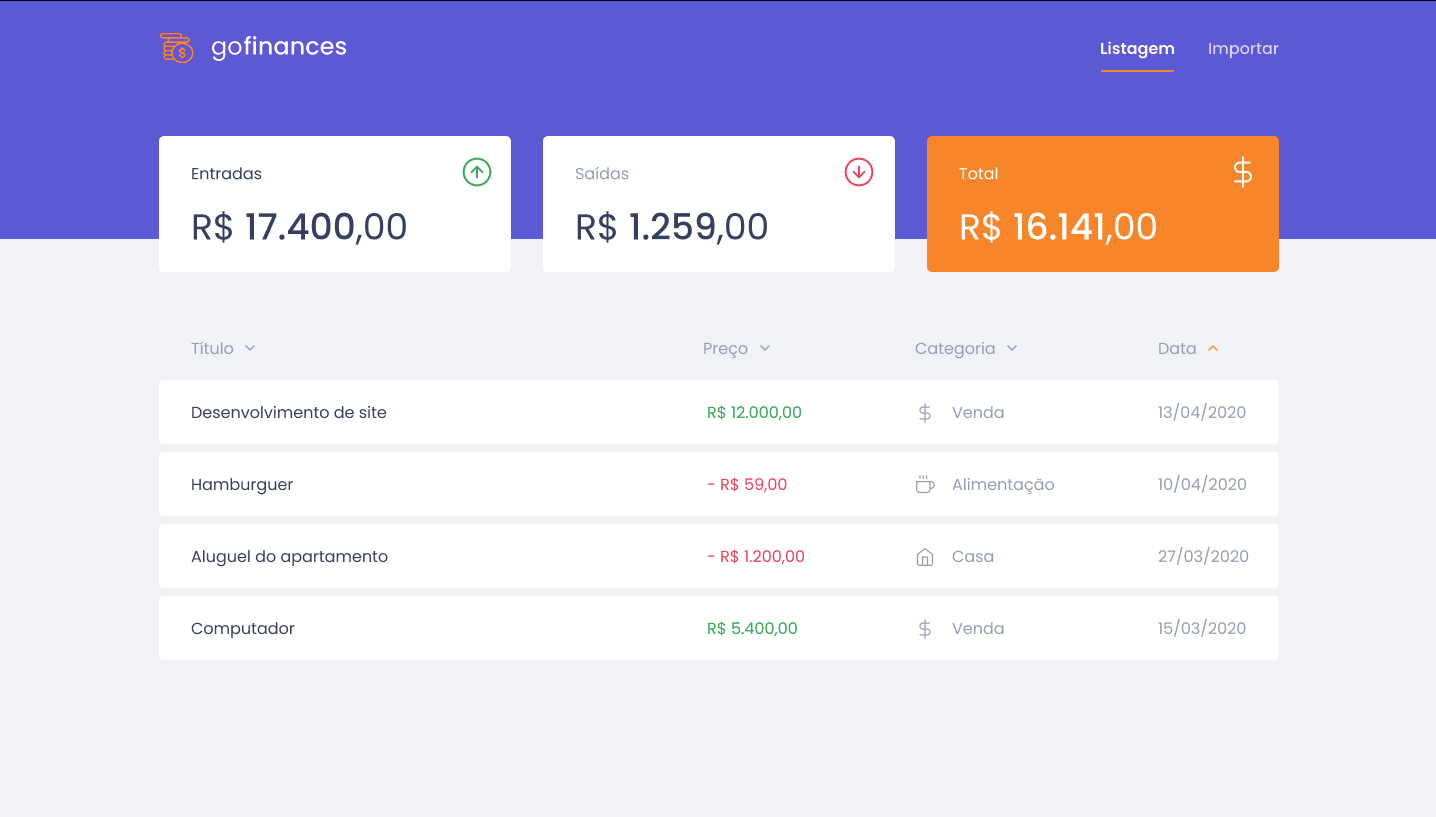 gofinances
Listagem Importar
Entradas
R$ 17.400,00
Saídas
R$ 1.259,00
Total
R$ 16.141,00
Título Preço Categoria Data
Desenvolvimento de site R$ 12.000,00 Venda 13/04/2020
Hamburguer - R$ 59,00 Alimentação 10/04/2020
Aluguel do apartamento - R$ 1.200,00 Casa 27/03/2020
Computador R$ 5.400,00 Venda 15/03/2020